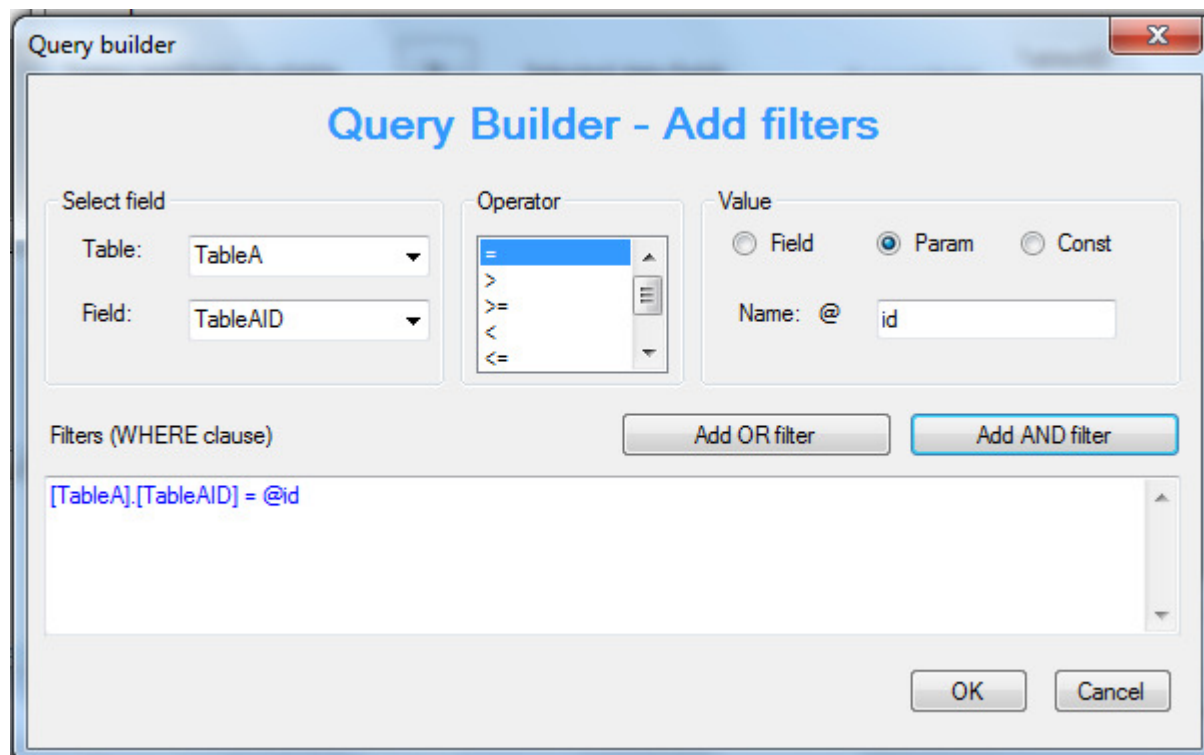 Query builder
Query Builder - Add filters
Select field
Operator
Value
Table:
TableA
=
>
>=
<
<=
Field
Param
Const
Field:
TableAID
Name: @
id
Filters (WHERE clause)
Add OR filter
Add AND filter
[TableA].[TableAID] = @id
OK
Cancel